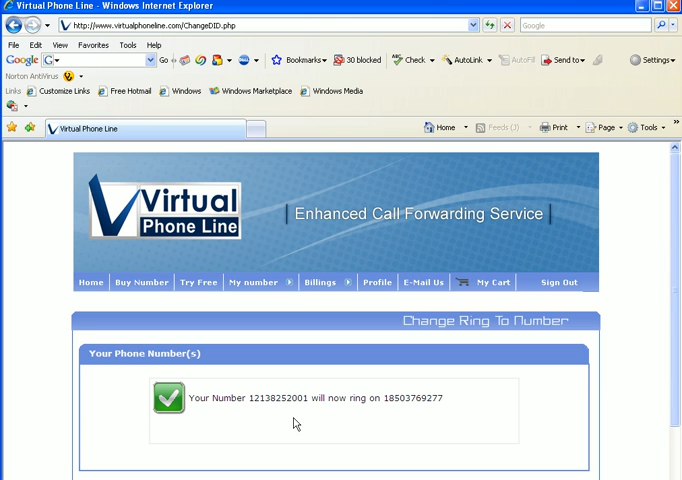 Virtual Phone Line - Windows Internet Explorer
http://www.virtualphoneline.com/ChangeDID.php
Google
File Edit View Favorites Tools Help
Google G Go Bookmarks 30 blocked Check AutoLink AutoFill Send to Settings
Norton AntiVirus
Links Customize Links Free Hotmail Windows Windows Marketplace Windows Media
Virtual Phone Line
Home Feeds (J) Print Page Tools
Virtual
Phone Line
| Enhanced Call Forwarding Service |
Home Buy Number Try Free My number Billings Profile E-Mail Us My Cart Sign Out
Change Ring To Number
Your Phone Number(s)
Your Number 12138252001 will now ring on 18503769277